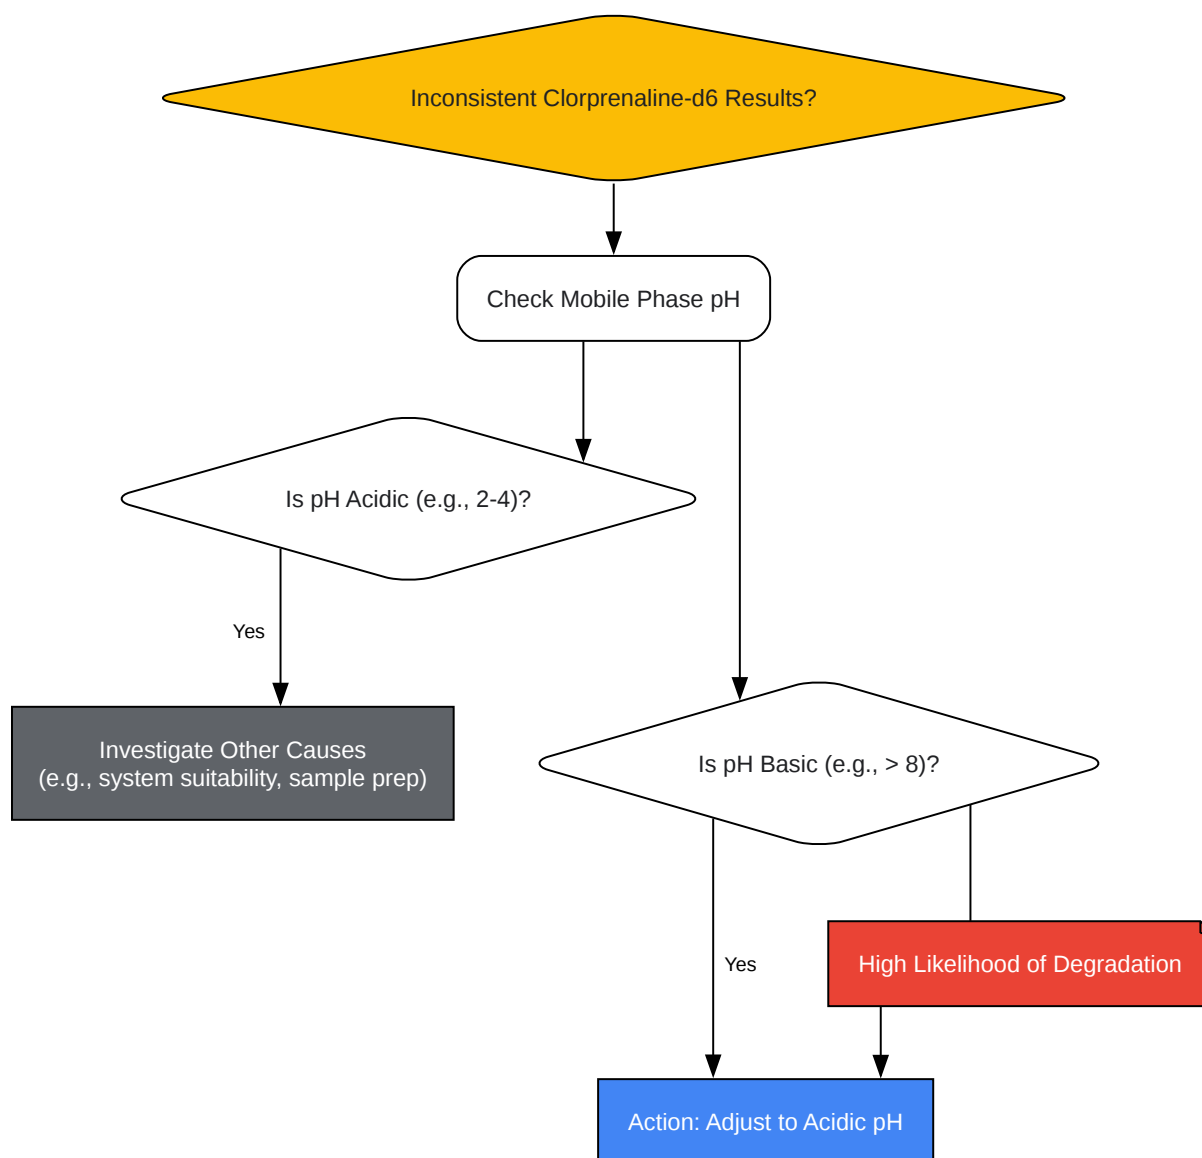 Inconsistent Clorprenaline-d6 Results?
Check Mobile Phase pH
Is pH Acidic (e.g., 2-4)?
Yes
Investigate Other Causes
(e.g., system suitability, sample prep)
Is pH Basic (e.g., > 8)?
Yes
High Likelihood of Degradation
Action: Adjust to Acidic pH